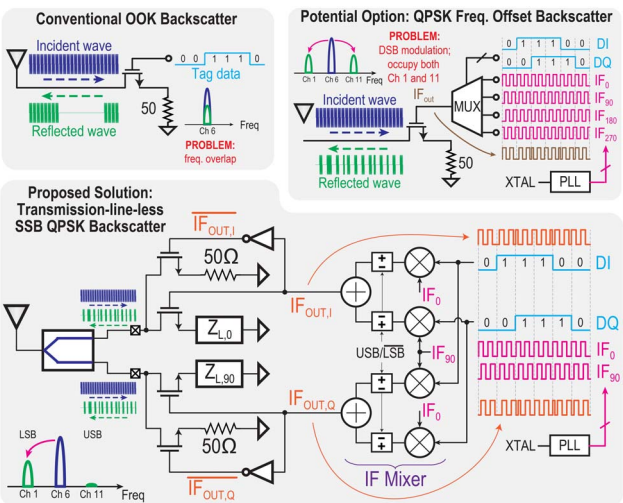 Conventional OOK Backscatter
Incident wave
0 1 1 1 0 0
Tag data
Reflected wave
50
Ch 6
Freq
PROBLEM:
freq. overlap
Potential Option: QPSK Freq. Offset Backscatter
PROBLEM:
DSB modulation;
occupy both
Ch 1 and 11
Ch 1 Ch 6 Ch 11 Freq
Incident wave
Reflected wave
IFout
50
MUX
0 1 1 1 0 0
DI
0 0 1 1 1 0
DQ
IF0
IF90
IF180
IF270
XTAL
PLL
Proposed Solution:
Transmission-line-less
SSB QPSK Backscatter
IFOUT,I
50Ω
IFOUT,I
ZL,0
ZL,90
IFOUT,Q
50Ω
IFOUT,Q
USB/LSB
IF0
IF90
IF0
IF Mixer
0 1 1 1 0 0
DI
0 0 1 1 1 0
DQ
IF0
IF90
XTAL
PLL
LSB
USB
Ch 1 Ch 6 Ch 11 Freq